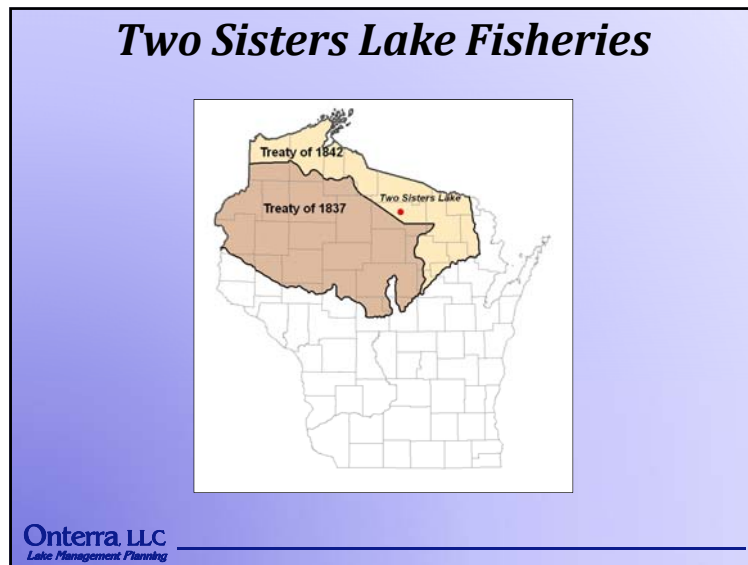 Two Sisters Lake Fisheries
Treaty of 1842
Two Sisters Lake
Treaty of 1837
Onterra, LLC
Lake Management Planning